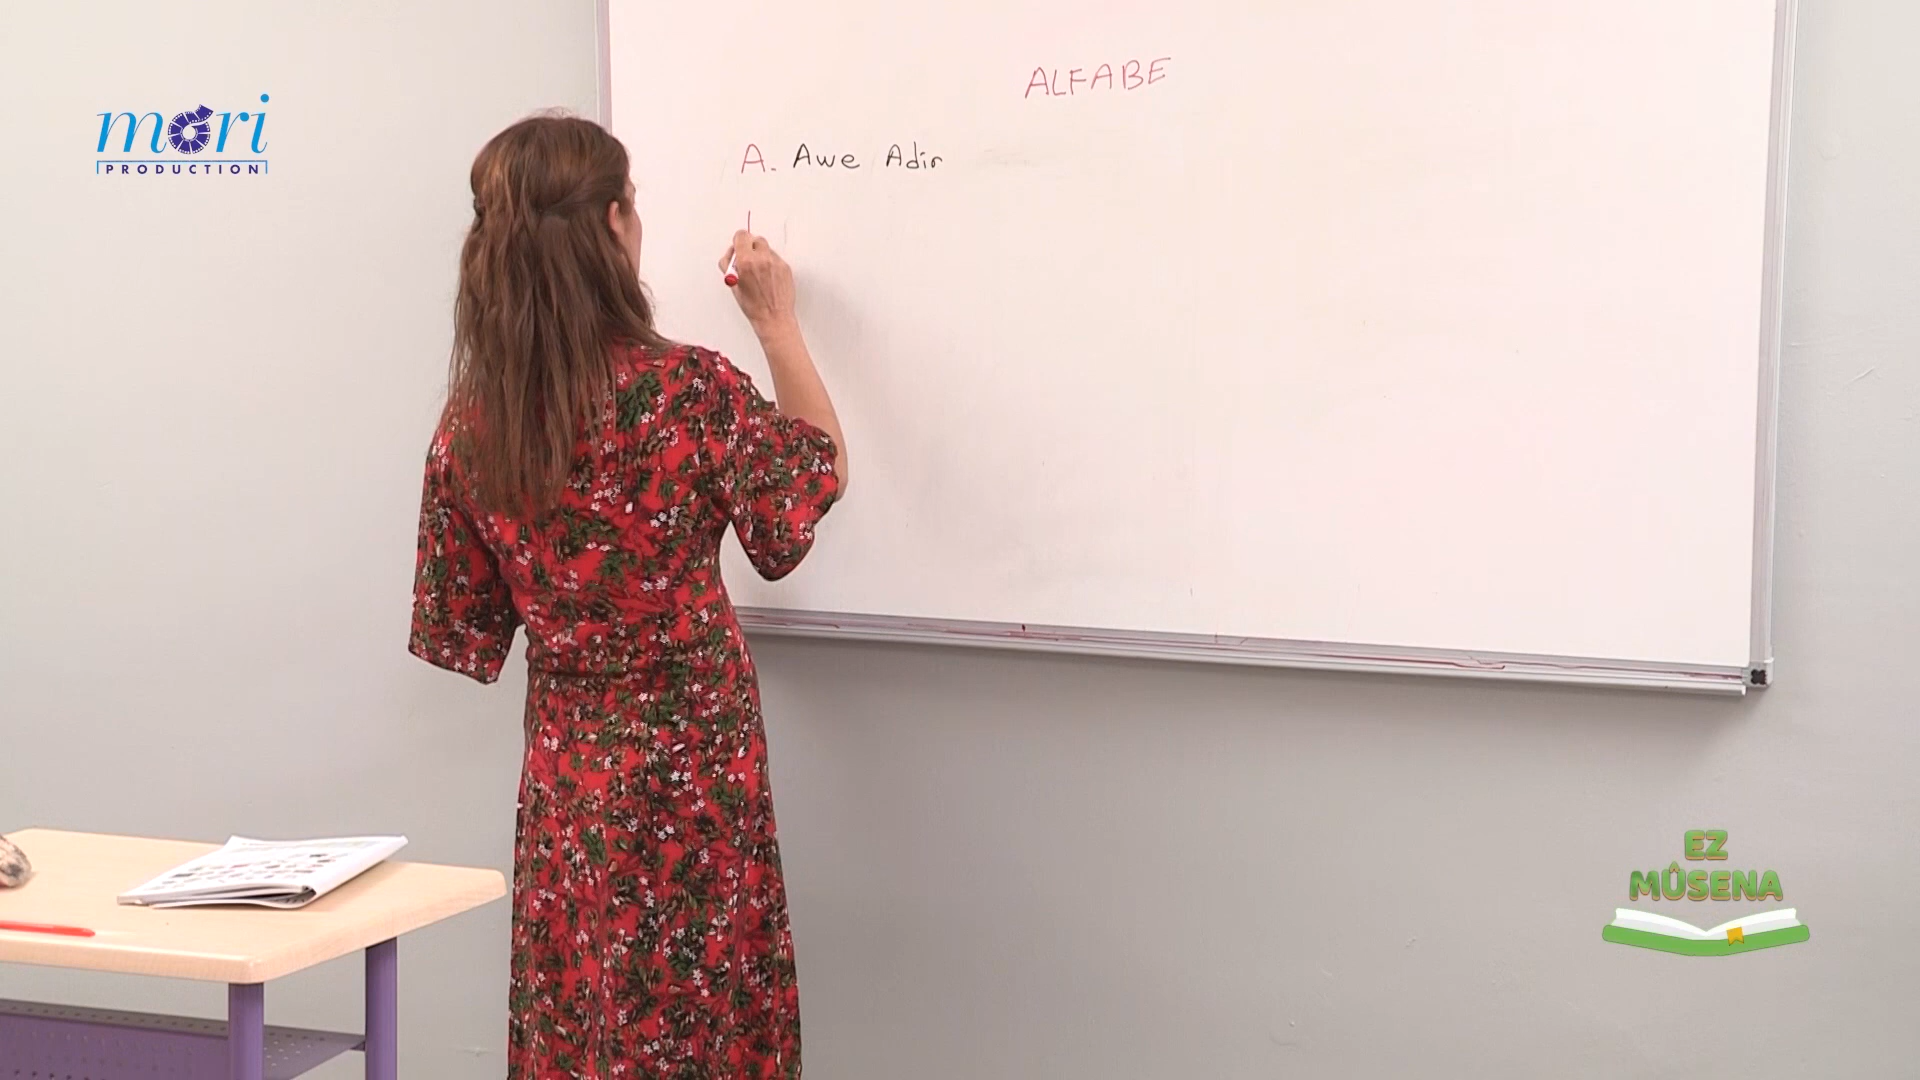 mori
PRODUCTION
ALFABE
A. Awe Adir
EZ
MÛSENA